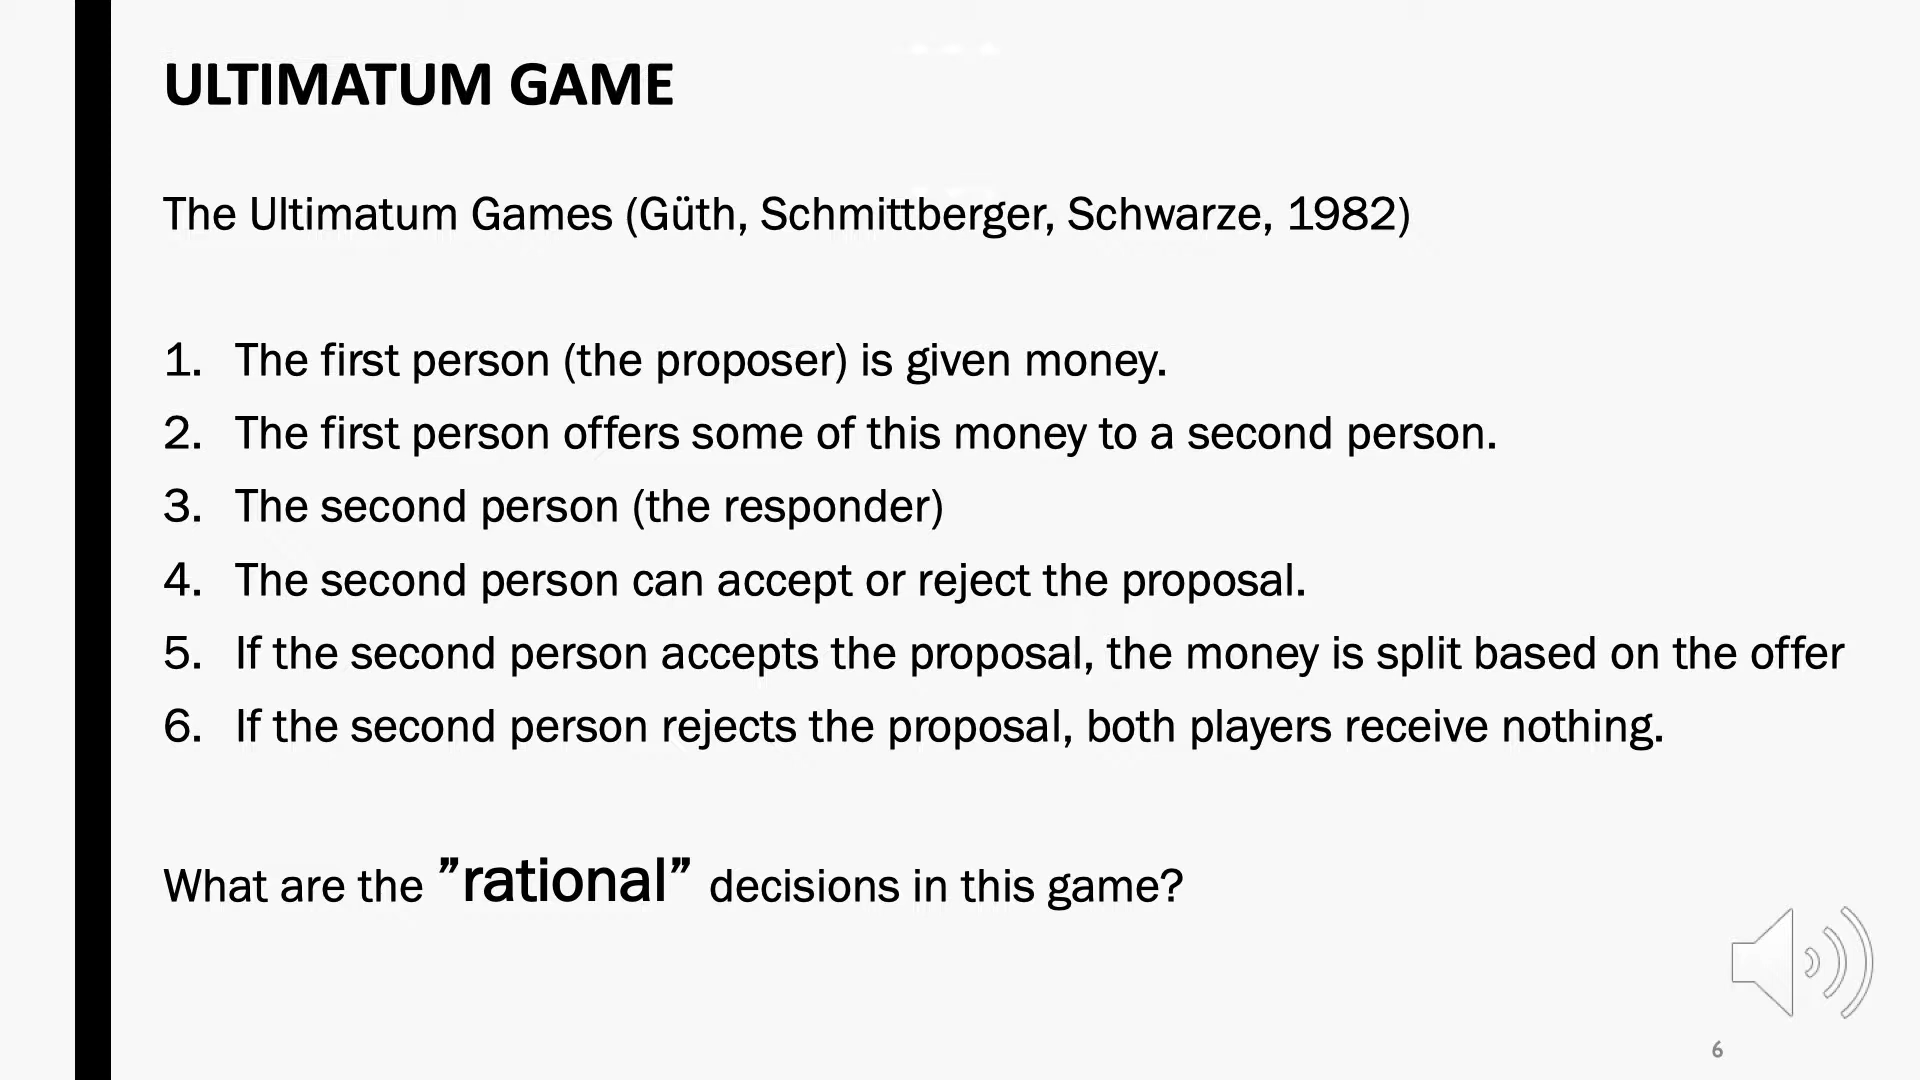 ULTIMATUM GAME
The Ultimatum Games (Güth, Schmittberger, Schwarze, 1982)
1. The first person (the proposer) is given money.
2. The first person offers some of this money to a second person.
3. The second person (the responder)
4. The second person can accept or reject the proposal.
5. If the second person accepts the proposal, the money is split based on the offer
6. If the second person rejects the proposal, both players receive nothing.
What are the ”rational” decisions in this game?
6